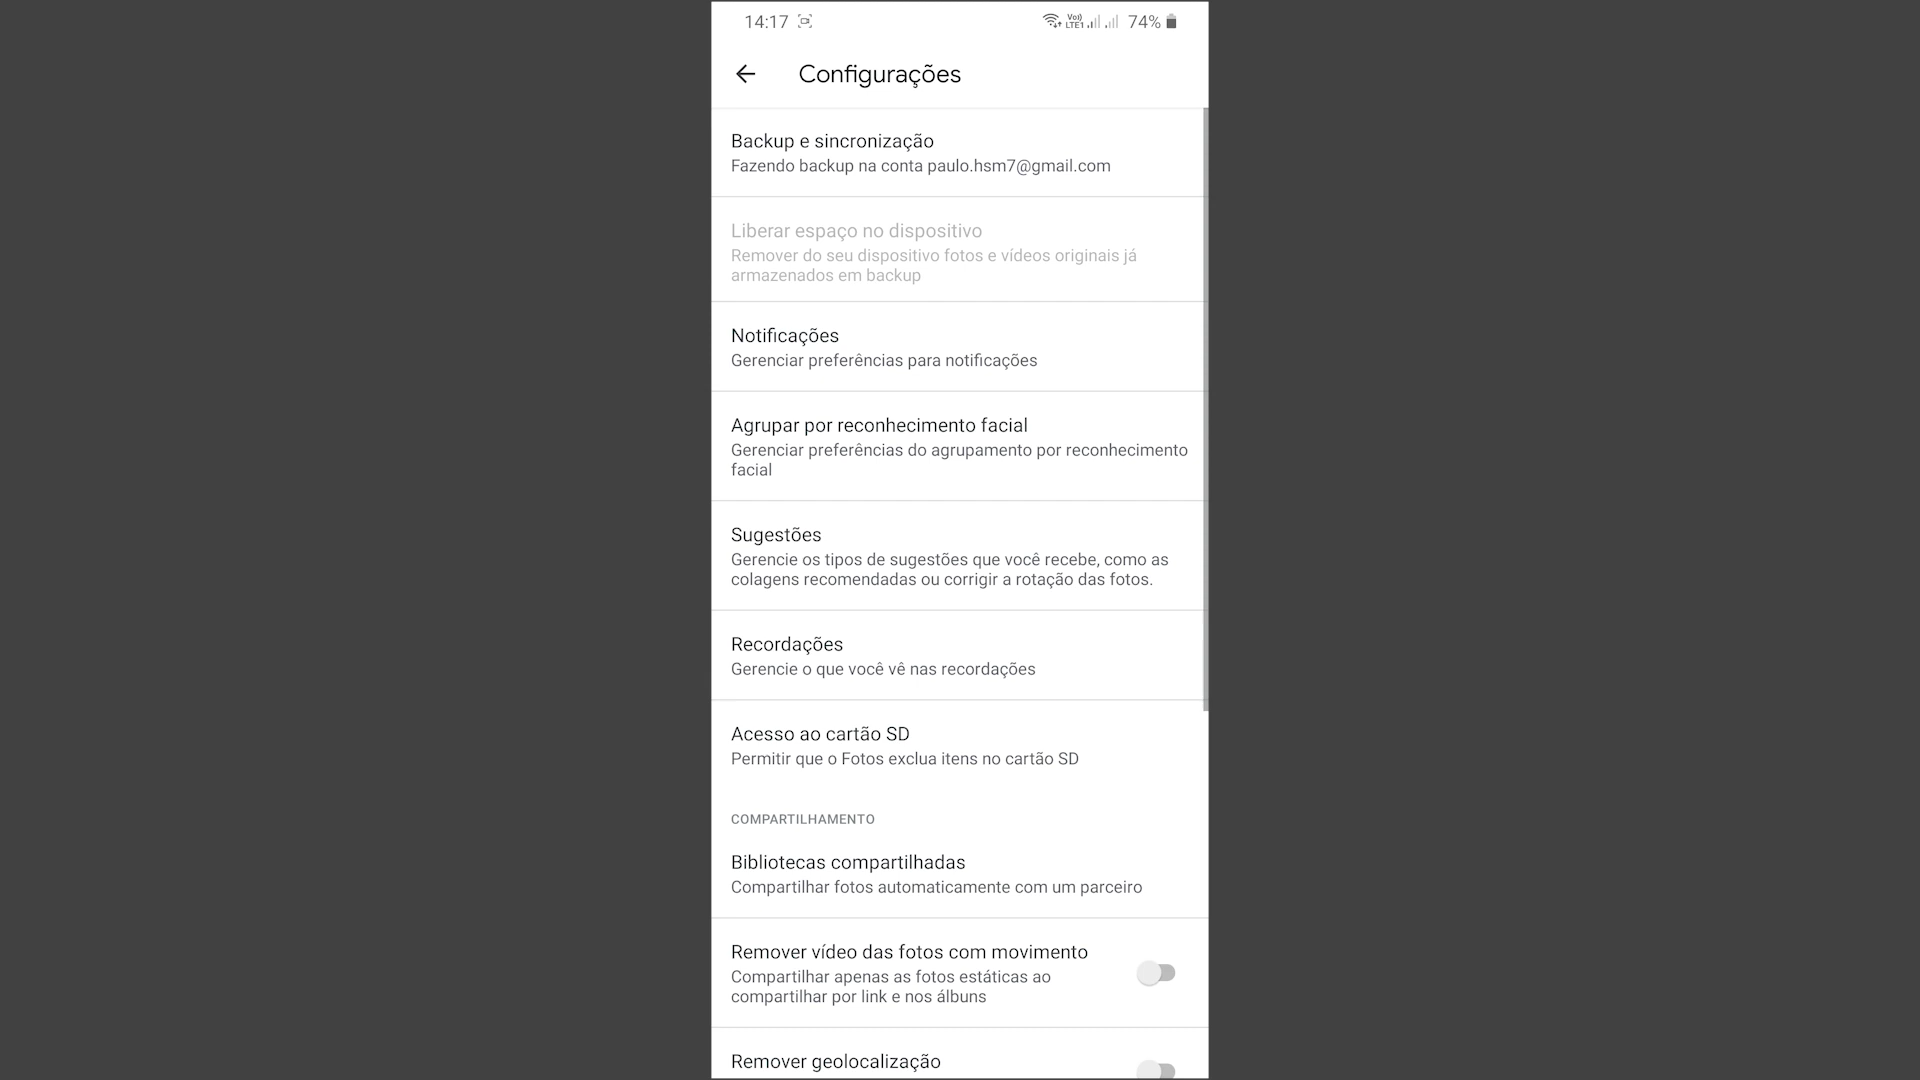 14:17 Vo)) LTE1 74%
Configurações
Backup e sincronização
Fazendo backup na conta paulo.hsm7@gmail.com
Liberar espaço no dispositivo
Remover do seu dispositivo fotos e vídeos originais já
armazenados em backup
Notificações
Gerenciar preferências para notificações
Agrupar por reconhecimento facial
Gerenciar preferências do agrupamento por reconhecimento
facial
Sugestões
Gerencie os tipos de sugestões que você recebe, como as
colagens recomendadas ou corrigir a rotação das fotos.
Recordações
Gerencie o que você vê nas recordações
Acesso ao cartão SD
Permitir que o Fotos exclua itens no cartão SD
COMPARTILHAMENTO
Bibliotecas compartilhadas
Compartilhar fotos automaticamente com um parceiro
Remover vídeo das fotos com movimento
Compartilhar apenas as fotos estáticas ao
compartilhar por link e nos álbuns
Remover geolocalização